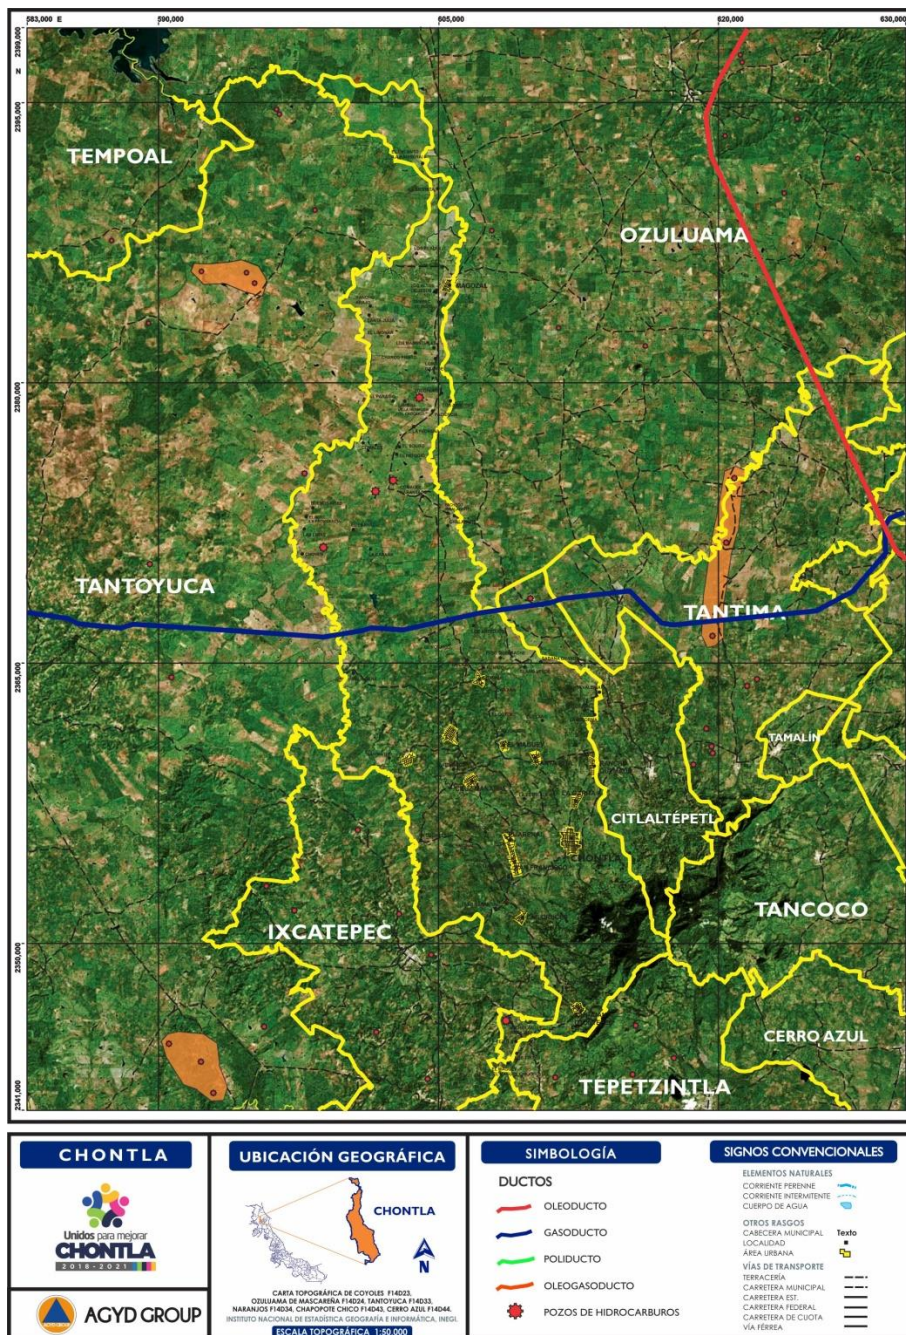 583,000 E
590,000
605,000
620,000
630,000
2399,000
N
2395,000
TEMPOAL
OZULUAMA
2380,000
TANTOYUCA
TANTIMA
2365,000
TAMALÍN
CITLALTÉPETL
CHONTLA
TANCOCO
IXCATEPEC
2350,000
CERRO AZUL
TEPETZINTLA
2341,000
CHONTLA
Unidos para mejorar
CHONTLA
2018-2021
AGYD GROUP
UBICACIÓN GEOGRÁFICA
CHONTLA
N
CARTA TOPOGRÁFICA DE COYOLES F14D23,
OZULUAMA DE MASCAREÑA F14D24, TANTOYUCA F14D33,
NARANJOS F14D34, CHAPOPOTE CHICO F14D43, CERRO AZUL F14D44.
INSTITUTO NACIONAL DE ESTADÍSTICA GEOGRAFÍA E INFORMÁTICA, INEGI.
ESCALA TOPOGRÁFICA 1:50 000
SIMBOLOGÍA
DUCTOS
OLEODUCTO
GASODUCTO
POLIDUCTO
OLEOGASODUCTO
POZOS DE HIDROCARBUROS
SIGNOS CONVENCIONALES
ELEMENTOS NATURALES
CORRIENTE PERENNE
CORRIENTE INTERMITENTE
CUERPO DE AGUA
OTROS RASGOS
CABECERA MUNICIPAL Texto
LOCALIDAD
ÁREA URBANA
VÍAS DE TRANSPORTE
TERRACERÍA
CARRETERA MUNICIPAL
CARRETERA EST.
CARRETERA FEDERAL
CARRETERA DE CUOTA
VÍA FÉRREA